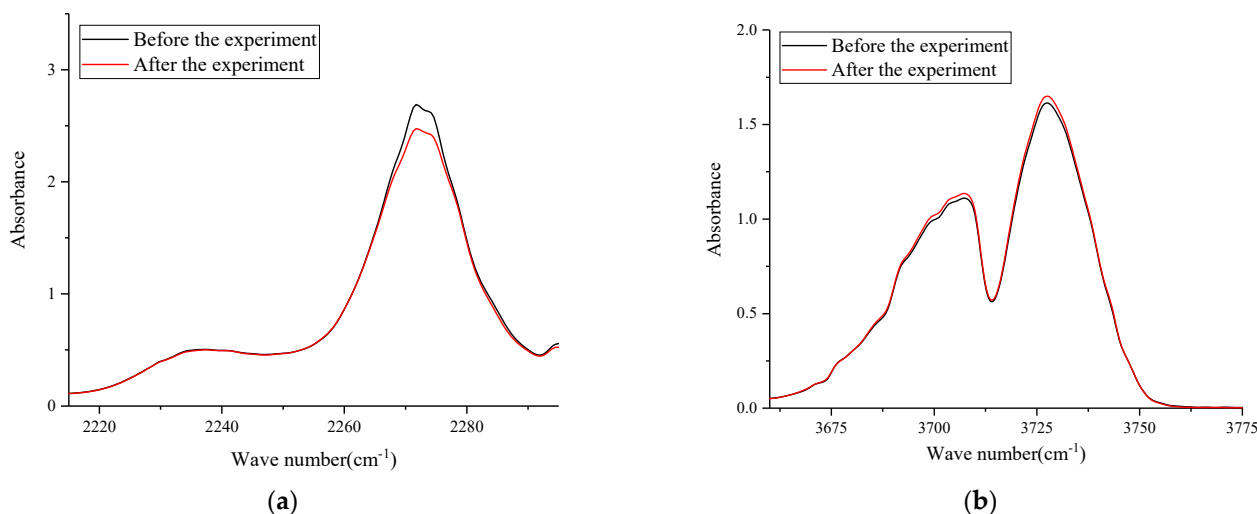 Before the experiment
After the experiment
3
2
1
0
Absorbance
2220
2240
2260
2280
Wave number(cm⁻¹)
(a)
Before the experiment
After the experiment
2.0
1.5
1.0
0.5
0.0
Absorbance
3675
3700
3725
3750
3775
Wave number(cm⁻¹)
(b)